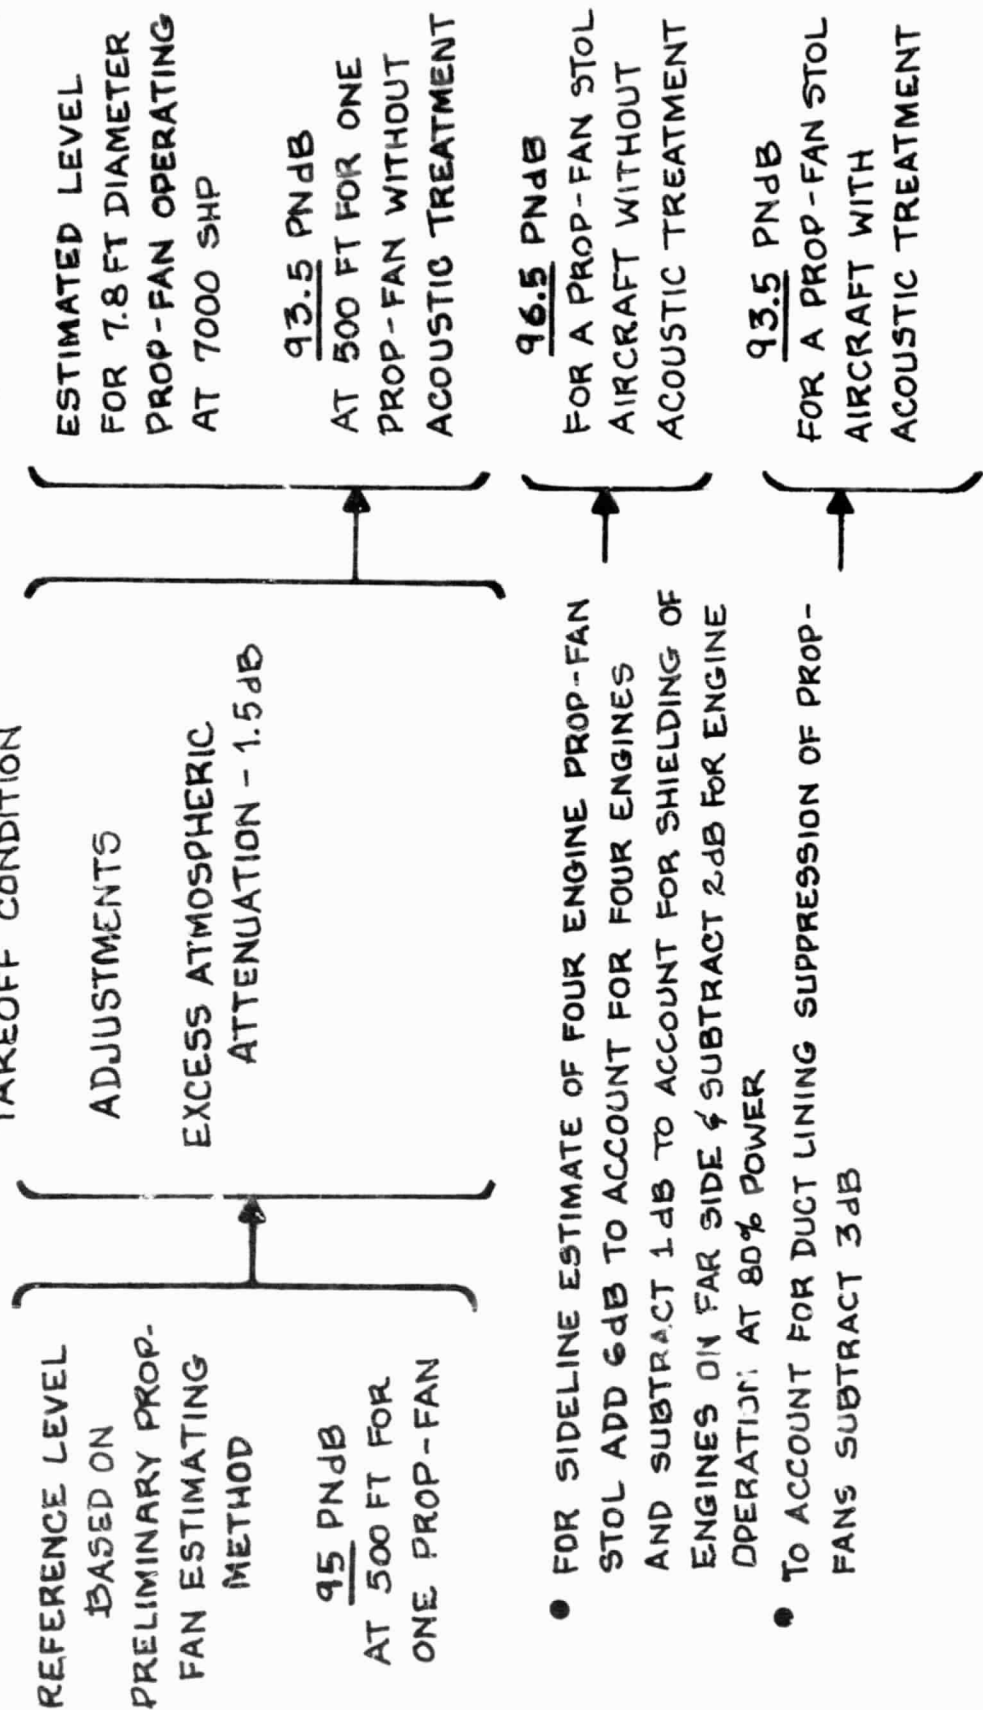 TAKEOFF CONDITION
REFERENCE LEVEL
BASED ON
PRELIMINARY PROP-
FAN ESTIMATING
METHOD
95 PNdB
AT 500 FT FOR
ONE PROP-FAN
ADJUSTMENTS
EXCESS ATMOSPHERIC
ATTENUATION - 1.5 dB
ESTIMATED LEVEL
FOR 7.8 FT DIAMETER
PROP-FAN OPERATING
AT 7000 SHP
93.5 PNdB
AT 500 FT FOR ONE
PROP-FAN WITHOUT
ACOUSTIC TREATMENT
• FOR SIDELINE ESTIMATE OF FOUR ENGINE PROP-FAN
STOL ADD 6dB TO ACCOUNT FOR FOUR ENGINES
AND SUBTRACT 1 dB TO ACCOUNT FOR SHIELDING OF
ENGINES ON FAR SIDE & SUBTRACT 2dB FOR ENGINE
OPERATION AT 80% POWER
96.5 PNdB
FOR A PROP-FAN STOL
AIRCRAFT WITHOUT
ACOUSTIC TREATMENT
• TO ACCOUNT FOR DUCT LINING SUPPRESSION OF PROP-
FANS SUBTRACT 3dB
93.5 PNdB
FOR A PROP-FAN STOL
AIRCRAFT WITH
ACOUSTIC TREATMENT